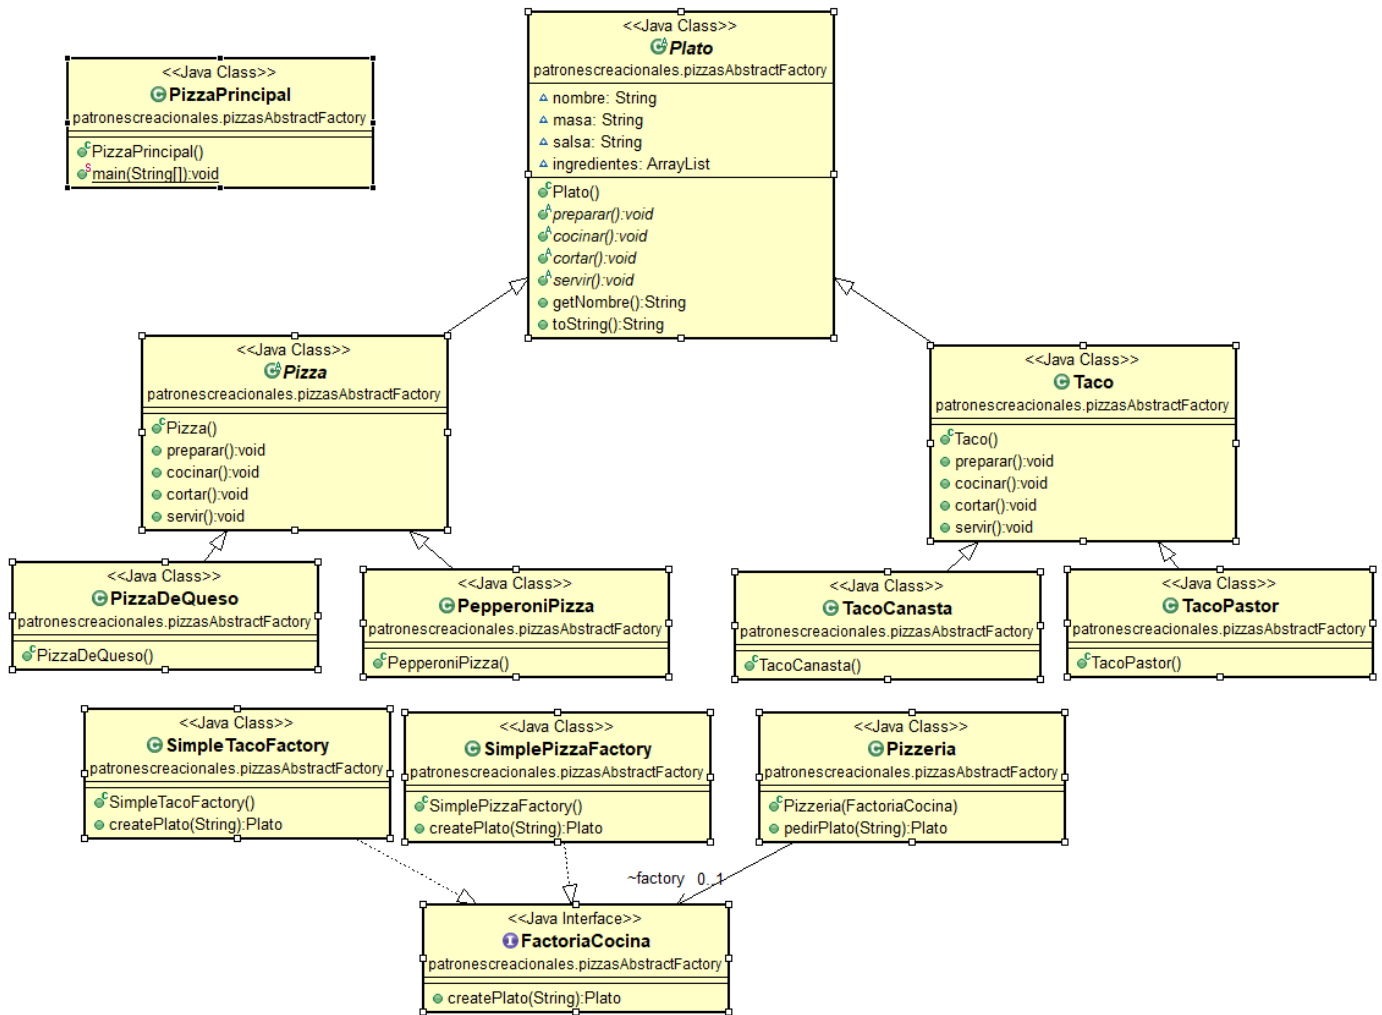 <<Java Class>>
PizzaPrincipal
patronescreacionales.pizzasAbstractFactory
PizzaPrincipal()
main(String[]):void
<<Java Class>>
Plato
patronescreacionales.pizzasAbstractFactory
nombre: String
masa: String
salsa: String
ingredientes: ArrayList
Plato()
preparar():void
cocinar():void
cortar():void
servir():void
getNombre():String
toString():String
<<Java Class>>
Pizza
patronescreacionales.pizzasAbstractFactory
Pizza()
preparar():void
cocinar():void
cortar():void
servir():void
<<Java Class>>
Taco
patronescreacionales.pizzasAbstractFactory
Taco()
preparar():void
cocinar():void
cortar():void
servir():void
<<Java Class>>
PizzaDeQueso
patronescreacionales.pizzasAbstractFactory
PizzaDeQueso()
<<Java Class>>
PepperoniPizza
patronescreacionales.pizzasAbstractFactory
PepperoniPizza()
<<Java Class>>
TacoCanasta
patronescreacionales.pizzasAbstractFactory
TacoCanasta()
<<Java Class>>
TacoPastor
patronescreacionales.pizzasAbstractFactory
TacoPastor()
<<Java Class>>
SimpleTacoFactory
patronescreacionales.pizzasAbstractFactory
SimpleTacoFactory()
createPlato(String):Plato
<<Java Class>>
SimplePizzaFactory
patronescreacionales.pizzasAbstractFactory
SimplePizzaFactory()
createPlato(String):Plato
<<Java Class>>
Pizzeria
patronescreacionales.pizzasAbstractFactory
Pizzeria(FactoriaCocina)
pedirPlato(String):Plato
~factory 0..1
<<Java Interface>>
FactoriaCocina
patronescreacionales.pizzasAbstractFactory
createPlato(String):Plato